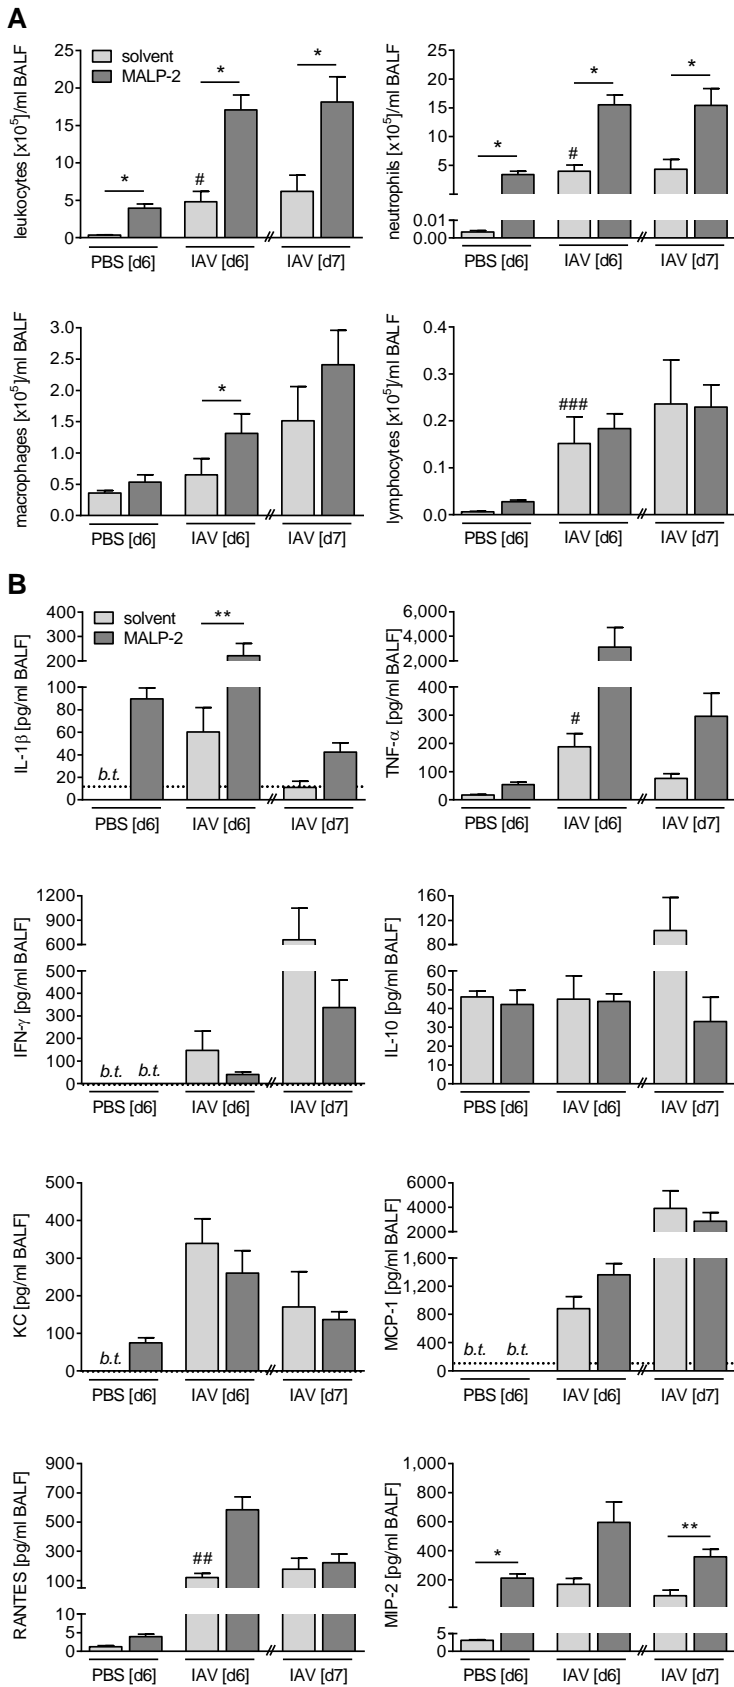 A
leukocytes [x10⁵]/ml BALF
25
20
15
10
5
0
solvent
MALP-2
*
#
*
*
PBS [d6]
IAV [d6]
IAV [d7]
neutrophils [x10⁵]/ml BALF
25
20
15
10
5
0.01
0.00
*
#
*
*
PBS [d6]
IAV [d6]
IAV [d7]
macrophages [x10⁵]/ml BALF
3.0
2.5
2.0
1.5
1.0
0.5
0.0
*
PBS [d6]
IAV [d6]
IAV [d7]
lymphocytes [x10⁵]/ml BALF
0.4
0.3
0.2
0.1
0.0
###
PBS [d6]
IAV [d6]
IAV [d7]
B
IL-1β [pg/ml BALF]
400
300
200
100
80
60
40
20
0
solvent
MALP-2
**
b.t.
PBS [d6]
IAV [d6]
IAV [d7]
TNF-α [pg/ml BALF]
6,000
4,000
2,000
400
300
200
100
0
#
PBS [d6]
IAV [d6]
IAV [d7]
IFN-γ [pg/ml BALF]
1200
900
600
500
400
300
200
100
0
b.t.
b.t.
PBS [d6]
IAV [d6]
IAV [d7]
IL-10 [pg/ml BALF]
160
120
80
60
50
40
30
20
10
0
PBS [d6]
IAV [d6]
IAV [d7]
KC [pg/ml BALF]
500
400
300
200
100
0
b.t.
PBS [d6]
IAV [d6]
IAV [d7]
MCP-1 [pg/ml BALF]
6000
4000
2000
1,600
1,200
800
400
0
b.t.
b.t.
PBS [d6]
IAV [d6]
IAV [d7]
RANTES [pg/ml BALF]
900
700
500
300
100
10
5
0
##
PBS [d6]
IAV [d6]
IAV [d7]
MIP-2 [pg/ml BALF]
1,000
800
600
400
200
5
0
*
**
PBS [d6]
IAV [d6]
IAV [d7]